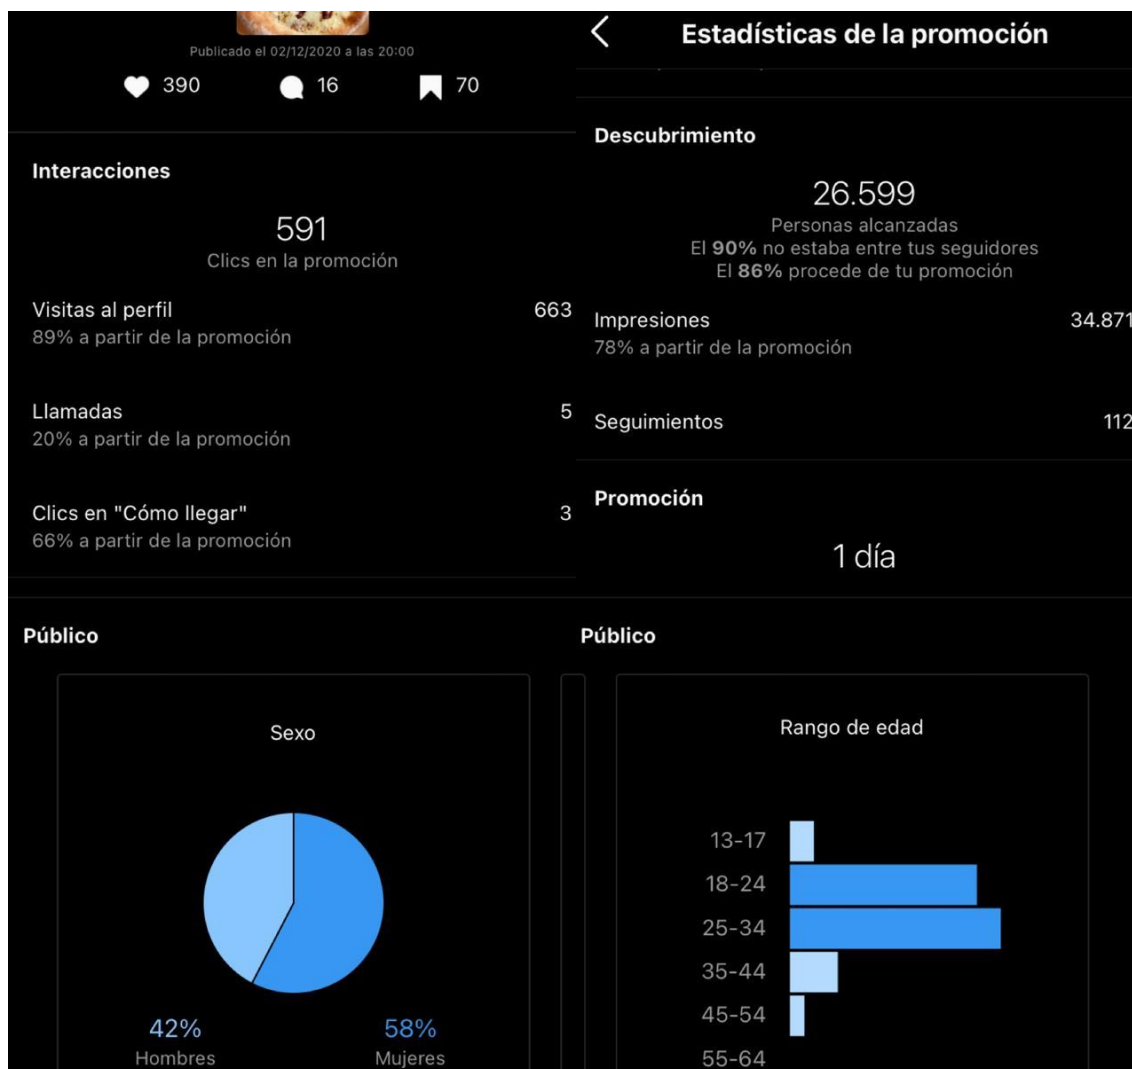 Publicado el 02/12/2020 a las 20:00
390 16 70
Interacciones
591
Clics en la promoción
Visitas al perfil 663
89% a partir de la promoción
Llamadas 5
20% a partir de la promoción
Clics en "Cómo llegar" 3
66% a partir de la promoción
Público
Sexo
42% 58%
Hombres Mujeres
Estadísticas de la promoción
Descubrimiento
26.599
Personas alcanzadas
El 90% no estaba entre tus seguidores
El 86% procede de tu promoción
Impresiones 34.871
78% a partir de la promoción
Seguimientos 112
Promoción
1 día
Público
Rango de edad
13-17
18-24
25-34
35-44
45-54
55-64